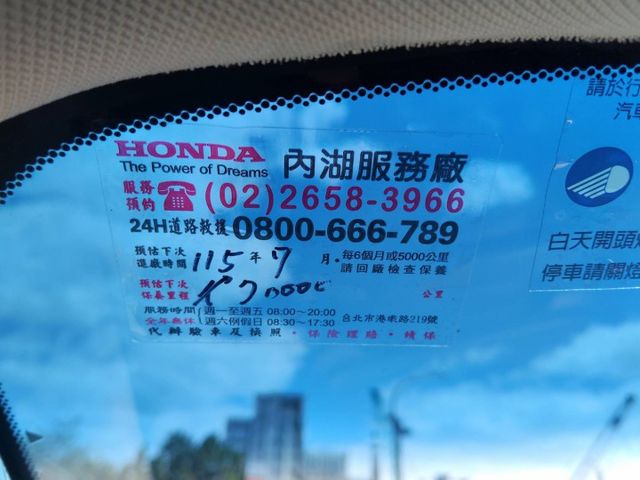 HONDA 內湖服務廠
The Power of Dreams
服務預約 ☎ (02)2658-3966
24H道路救援 0800-666-789
預估下次進廠時間 115 年 7 月。每6個月或5000公里請回廠檢查保養
預估下次保養里程 公里
服務時間 週一至週五 08:00~20:00
全年無休 週六例假日 08:30~17:30 台北市港墘路219號
代辦驗車及換照・保險理賠・續保
請於行
汽車
白天開頭
停車請關